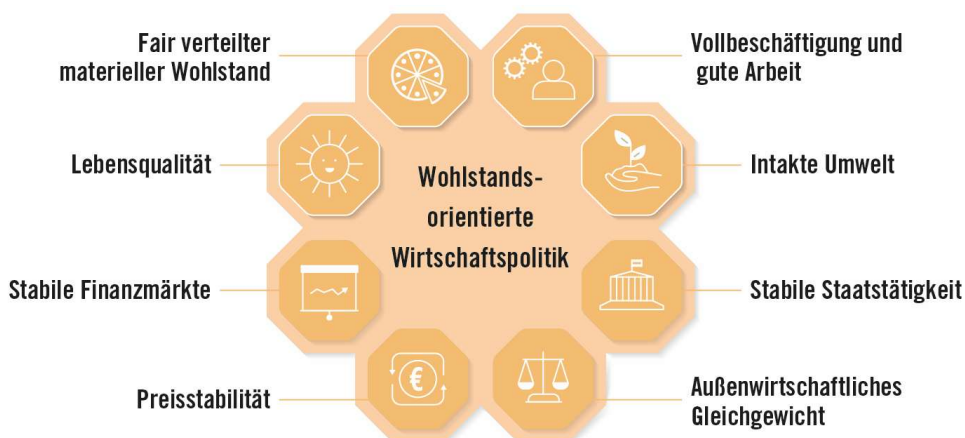 Fair verteilter
materieller Wohlstand
Vollbeschäftigung und
gute Arbeit
Lebensqualität
Intakte Umwelt
Wohlstands-
orientierte
Wirtschaftspolitik
Stabile Finanzmärkte
Stabile Staatstätigkeit
Preisstabilität
€
Außenwirtschaftliches
Gleichgewicht